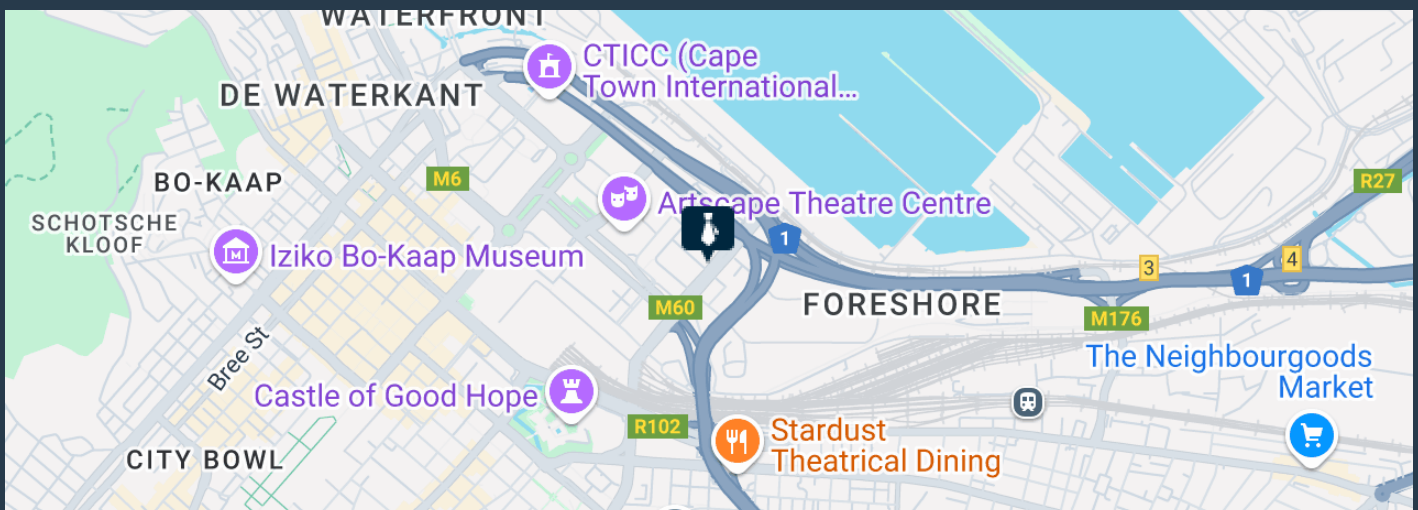 WATERFRONT
CTICC (Cape
Town International...
DE WATERKANT
M6
BO-KAAP
R27
SCHOTSCHE
KLOOF
Artscape Theatre Centre
Iziko Bo-Kaap Museum
1
3
4
1
M60
FORESHORE
M176
Bree St
The Neighbourgoods
Market
Castle of Good Hope
R102
Stardust
Theatrical Dining
CITY BOWL